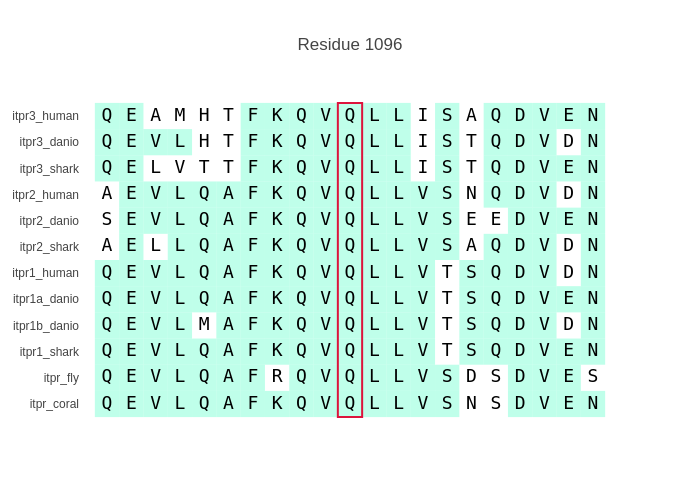 Residue 1096
itpr3_human Q E A M H T F K Q V Q L L I S A Q D V E N
itpr3_danio Q E V L H T F K Q V Q L L I S T Q D V D N
itpr3_shark Q E L V T T F K Q V Q L L I S T Q D V E N
itpr2_human A E V L Q A F K Q V Q L L V S N Q D V D N
itpr2_danio S E V L Q A F K Q V Q L L V S E E D V E N
itpr2_shark A E L L Q A F K Q V Q L L V S A Q D V D N
itpr1_human Q E V L Q A F K Q V Q L L V T S Q D V D N
itpr1a_danio Q E V L Q A F K Q V Q L L V T S Q D V E N
itpr1b_danio Q E V L M A F K Q V Q L L V T S Q D V D N
itpr1_shark Q E V L Q A F K Q V Q L L V T S Q D V E N
itpr_fly Q E V L Q A F R Q V Q L L V S D S D V E S
itpr_coral Q E V L Q A F K Q V Q L L V S N S D V E N